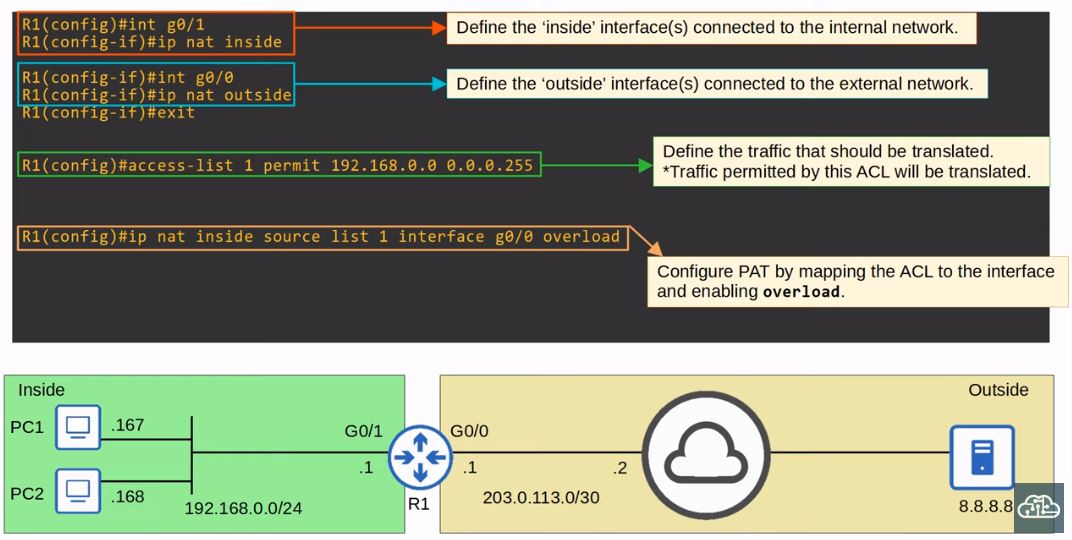 R1(config)#int g0/1
R1(config-if)#ip nat inside
Define the ‘inside’ interface(s) connected to the internal network.
R1(config-if)#int g0/0
R1(config-if)#ip nat outside
R1(config-if)#exit
Define the ‘outside’ interface(s) connected to the external network.
R1(config)#access-list 1 permit 192.168.0.0 0.0.0.255
Define the traffic that should be translated.
*Traffic permitted by this ACL will be translated.
R1(config)#ip nat inside source list 1 interface g0/0 overload
Configure PAT by mapping the ACL to the interface
and enabling overload.
Inside
Outside
PC1
.167
PC2
.168
192.168.0.0/24
G0/1
.1
R1
G0/0
.1
203.0.113.0/30
.2
8.8.8.8